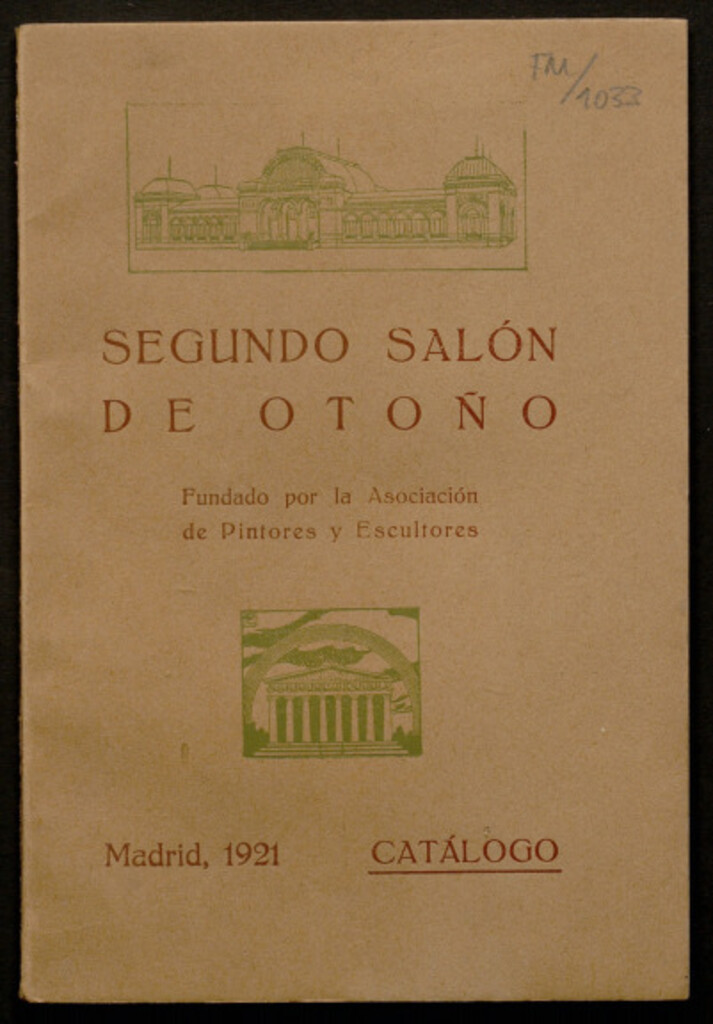 FM/1033
SEGUNDO SALÓN
DE OTOÑO
Fundado por la Asociación
de Pintores y Escultores
Madrid, 1921 CATÁLOGO